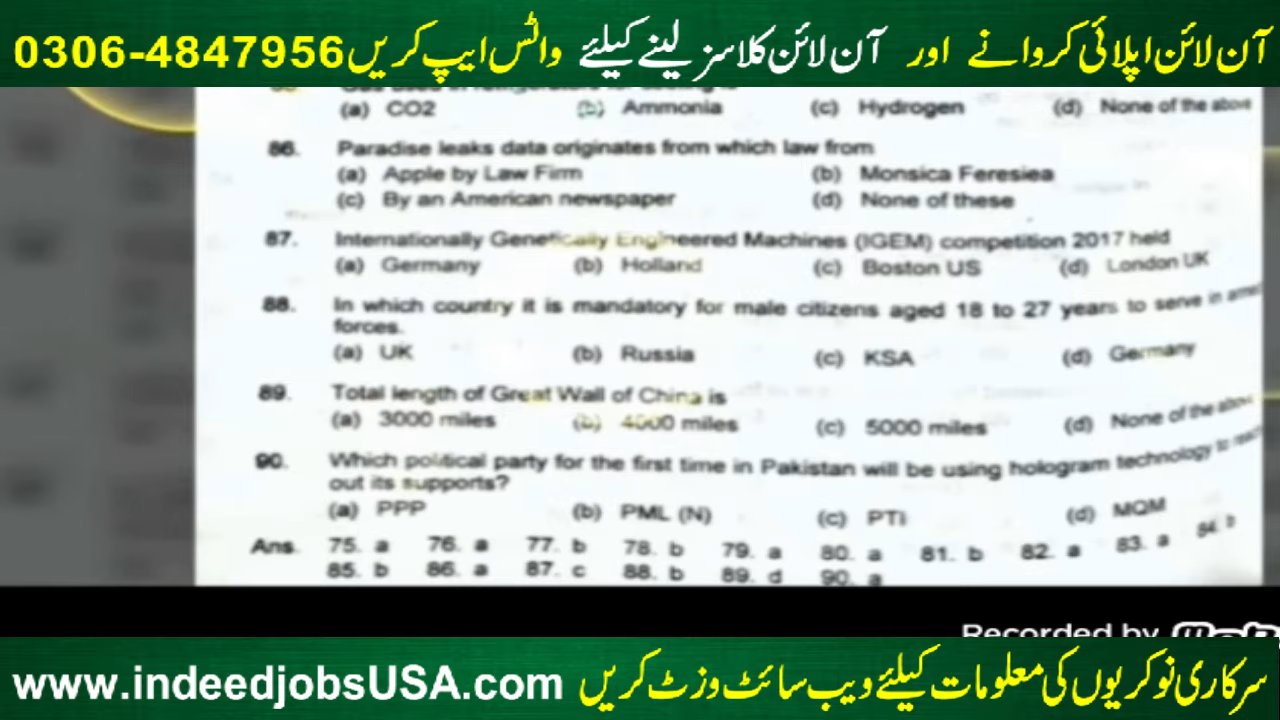 آن لائن اپلائی کروانے اور آن لائن کلاسز لینے کیلئے واٹس ایپ کریں 0306-4847956
(a) CO2 (b) Ammonia (c) Hydrogen (d) None of the above
86. Paradise leaks data originates from which law from
(a) Apple by Law Firm (b) Monsica Feresiea
(c) By an American newspaper (d) None of these
87. Internationally Genetically Engineered Machines (IGEM) competition 2017 held
(a) Germany (b) Holland (c) Boston US (d) London UK
88. In which country it is mandatory for male citizens aged 18 to 27 years to serve in
forces.
(a) UK (b) Russia (c) KSA (d) Germany
89. Total length of Great Wall of China is
(a) 3000 miles (b) 4000 miles (c) 5000 miles (d) None of the above
90. Which political party for the first time in Pakistan will be using hologram technology to
out its supports?
(a) PPP (b) PML (N) (c) PTI (d) MQM
Ans. 75. a 76. a 77. b 78. b 79. a 80. a 81. b 82. a 83. a 84. b
85. b 86. a 87. c 88. b 89. d 90. a
Recorded by
سرکاری نوکریوں کی معلومات کیلئے ویب سائٹ وزٹ کریں www.indeedjobsUSA.com